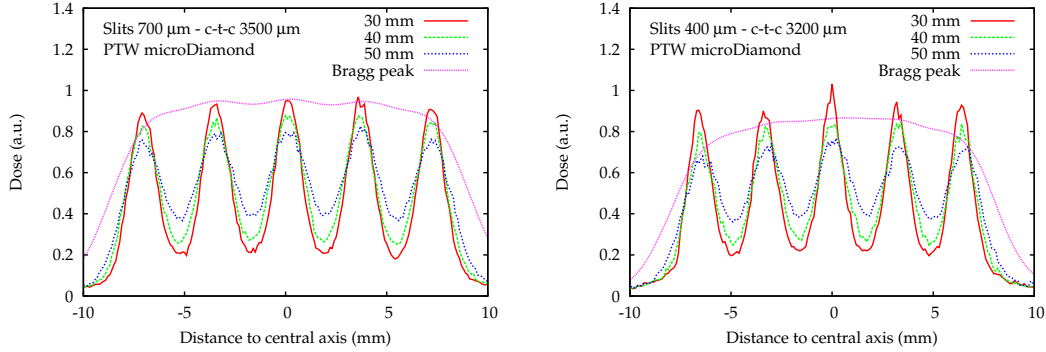 Slits 700 µm - c-t-c 3500 µm
PTW microDiamond
30 mm
40 mm
50 mm
Bragg peak
Dose (a.u.)
1.4
1.2
1
0.8
0.6
0.4
0.2
0
-10
-5
0
5
10
Distance to central axis (mm)
Slits 400 µm - c-t-c 3200 µm
PTW microDiamond
30 mm
40 mm
50 mm
Bragg peak
Dose (a.u.)
1.4
1.2
1
0.8
0.6
0.4
0.2
0
-10
-5
0
5
10
Distance to central axis (mm)